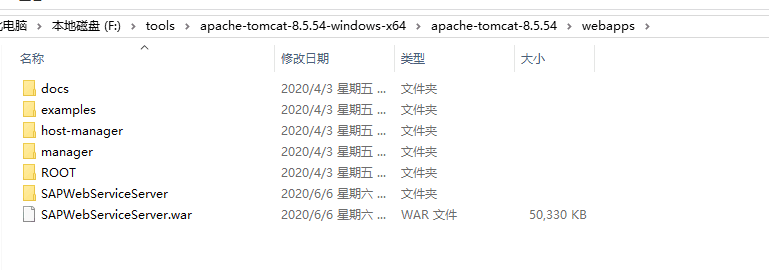 此电脑 › 本地磁盘 (F:) › tools › apache-tomcat-8.5.54-windows-x64 › apache-tomcat-8.5.54 › webapps ›
名称 修改日期 类型 大小
docs 2020/4/3 星期五 ... 文件夹
examples 2020/4/3 星期五 ... 文件夹
host-manager 2020/4/3 星期五 ... 文件夹
manager 2020/4/3 星期五 ... 文件夹
ROOT 2020/4/3 星期五 ... 文件夹
SAPWebServiceServer 2020/6/6 星期六 ... 文件夹
SAPWebServiceServer.war 2020/6/6 星期六 ... WAR 文件 50,330 KB